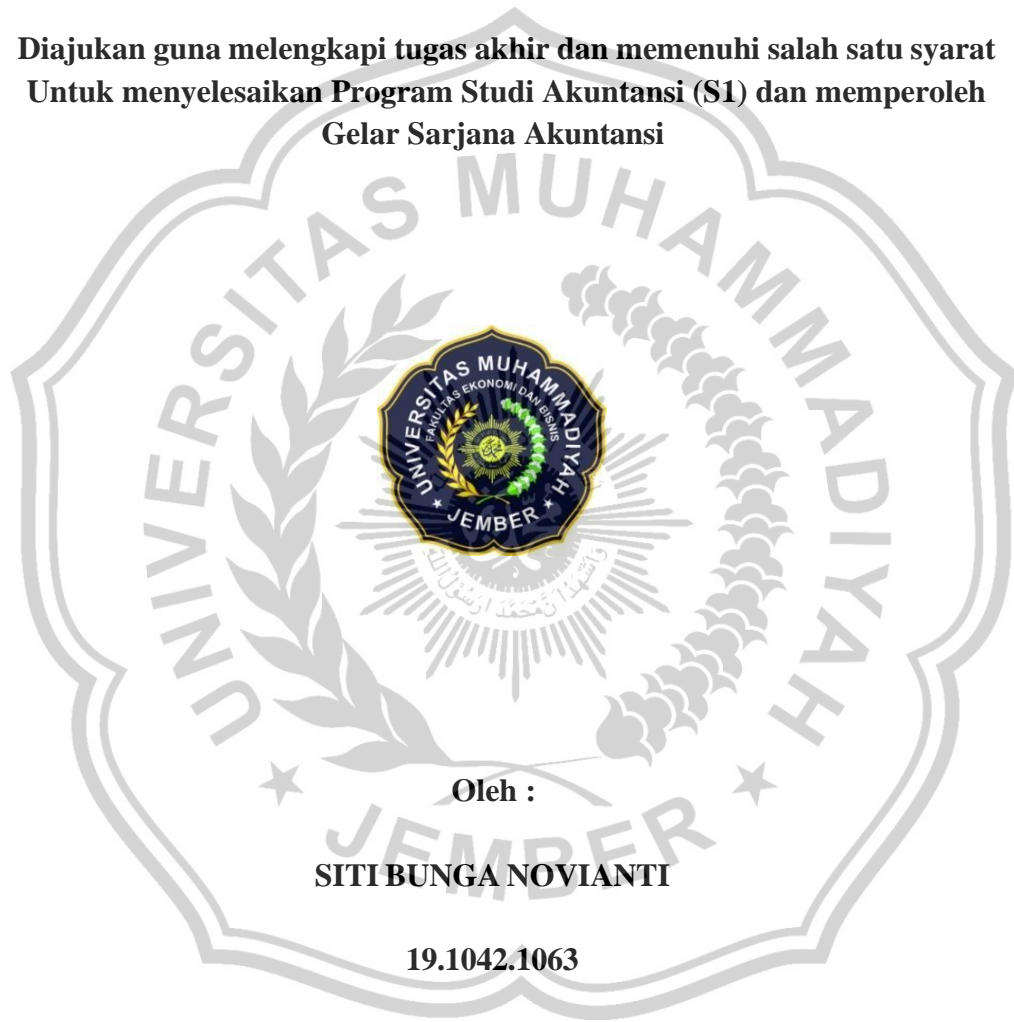 Diajukan guna melengkapi tugas akhir dan memenuhi salah satu syarat
Untuk menyelesaikan Program Studi Akuntansi (S1) dan memperoleh
Gelar Sarjana Akuntansi
UNIVERSITAS MUHAMMADIYAH
JEMBER
UNIVERSITAS MUHAMMADIYAH
FAKULTAS EKONOMI DAN BISNIS
JEMBER
Oleh :
SITI BUNGA NOVIANTI
19.1042.1063